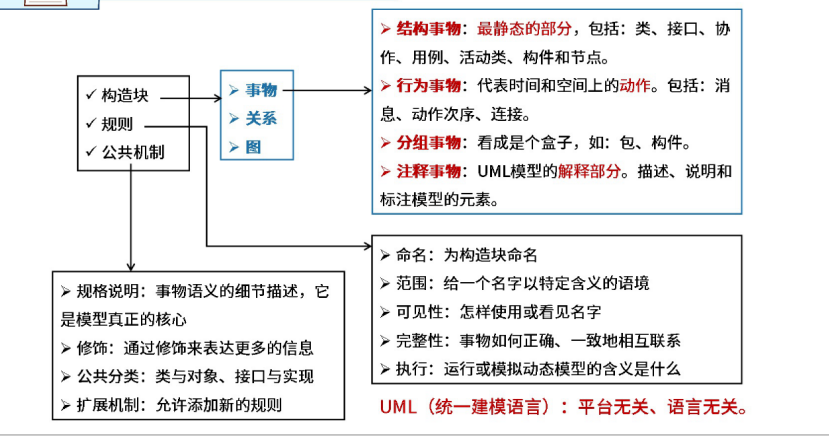 ✓ 构造块
✓ 规则
✓ 公共机制
➢ 事物
➢ 关系
➢ 图
➢ 结构事物：最静态的部分，包括：类、接口、协
作、用例、活动类、构件和节点。
➢ 行为事物：代表时间和空间上的动作。包括：消
息、动作次序、连接。
➢ 分组事物：看成是个盒子，如：包、构件。
➢ 注释事物：UML模型的解释部分。描述、说明和
标注模型的元素。
➢ 命名：为构造块命名
➢ 范围：给一个名字以特定含义的语境
➢ 可见性：怎样使用或看见名字
➢ 完整性：事物如何正确、一致地相互联系
➢ 执行：运行或模拟动态模型的含义是什么
➢ 规格说明：事物语义的细节描述，它
是模型真正的核心
➢ 修饰：通过修饰来表达更多的信息
➢ 公共分类：类与对象、接口与实现
➢ 扩展机制：允许添加新的规则
UML（统一建模语言）：平台无关、语言无关。